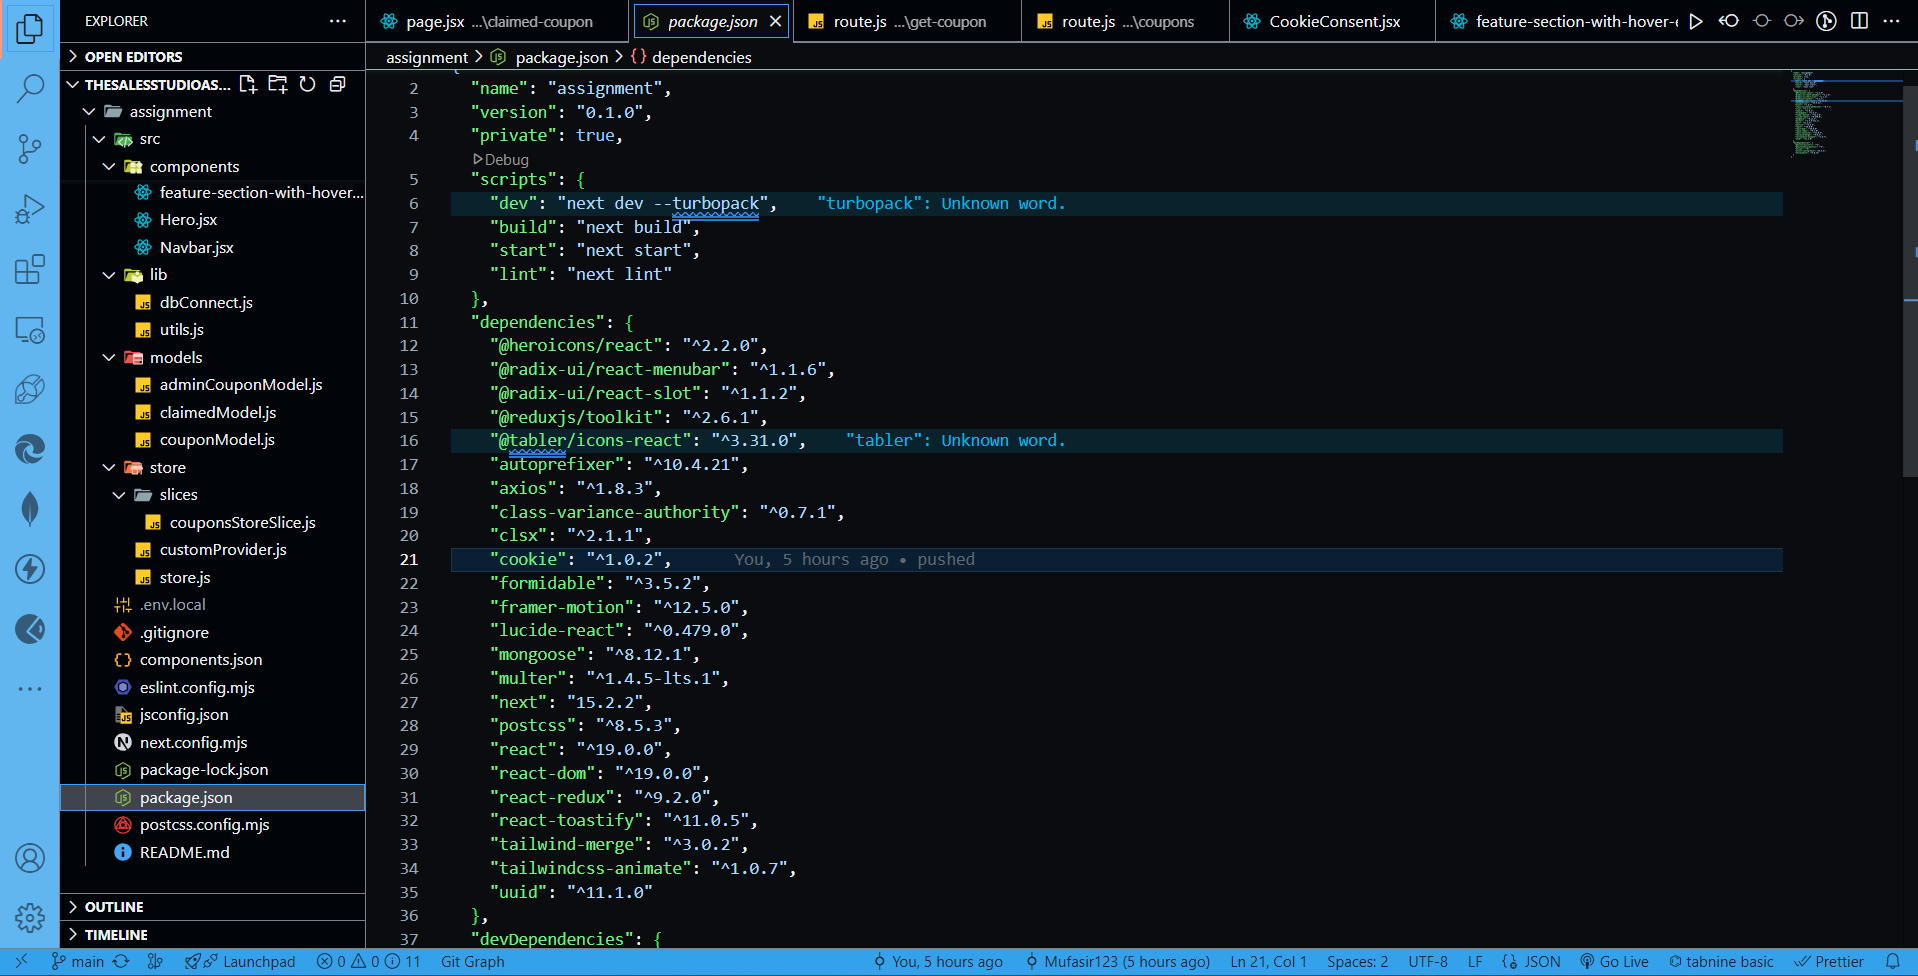 EXPLORER
OPEN EDITORS
THESALESSTUDIOAS...
assignment
src
components
feature-section-with-hover...
Hero.jsx
Navbar.jsx
lib
dbConnect.js
utils.js
models
adminCouponModel.js
claimedModel.js
couponModel.js
store
slices
couponsStoreSlice.js
customProvider.js
store.js
.env.local
.gitignore
components.json
eslint.config.mjs
jsconfig.json
next.config.mjs
package-lock.json
package.json
postcss.config.mjs
README.md
OUTLINE
TIMELINE
page.jsx ...\claimed-coupon
package.json
route.js ...\get-coupon
route.js ...\coupons
CookieConsent.jsx
feature-section-with-hover-e
assignment > package.json > {} dependencies
2 "name": "assignment",
3 "version": "0.1.0",
4 "private": true,
Debug
5 "scripts": {
6 "dev": "next dev --turbopack", "turbopack": Unknown word.
7 "build": "next build",
8 "start": "next start",
9 "lint": "next lint"
10 },
11 "dependencies": {
12 "@heroicons/react": "^2.2.0",
13 "@radix-ui/react-menubar": "^1.1.6",
14 "@radix-ui/react-slot": "^1.1.2",
15 "@reduxjs/toolkit": "^2.6.1",
16 "@tabler/icons-react": "^3.31.0", "tabler": Unknown word.
17 "autoprefixer": "^10.4.21",
18 "axios": "^1.8.3",
19 "class-variance-authority": "^0.7.1",
20 "clsx": "^2.1.1",
21 "cookie": "^1.0.2", You, 5 hours ago • pushed
22 "formidable": "^3.5.2",
23 "framer-motion": "^12.5.0",
24 "lucide-react": "^0.479.0",
25 "mongoose": "^8.12.1",
26 "multer": "^1.4.5-lts.1",
27 "next": "15.2.2",
28 "postcss": "^8.5.3",
29 "react": "^19.0.0",
30 "react-dom": "^19.0.0",
31 "react-redux": "^9.2.0",
32 "react-toastify": "^11.0.5",
33 "tailwind-merge": "^3.0.2",
34 "tailwindcss-animate": "^1.0.7",
35 "uuid": "^11.1.0"
36 },
37 "devDependencies": {
main Launchpad 0 0 11 Git Graph You, 5 hours ago Mufasir123 (5 hours ago) Ln 21, Col 1 Spaces: 2 UTF-8 LF {} JSON Go Live tabnine basic Prettier